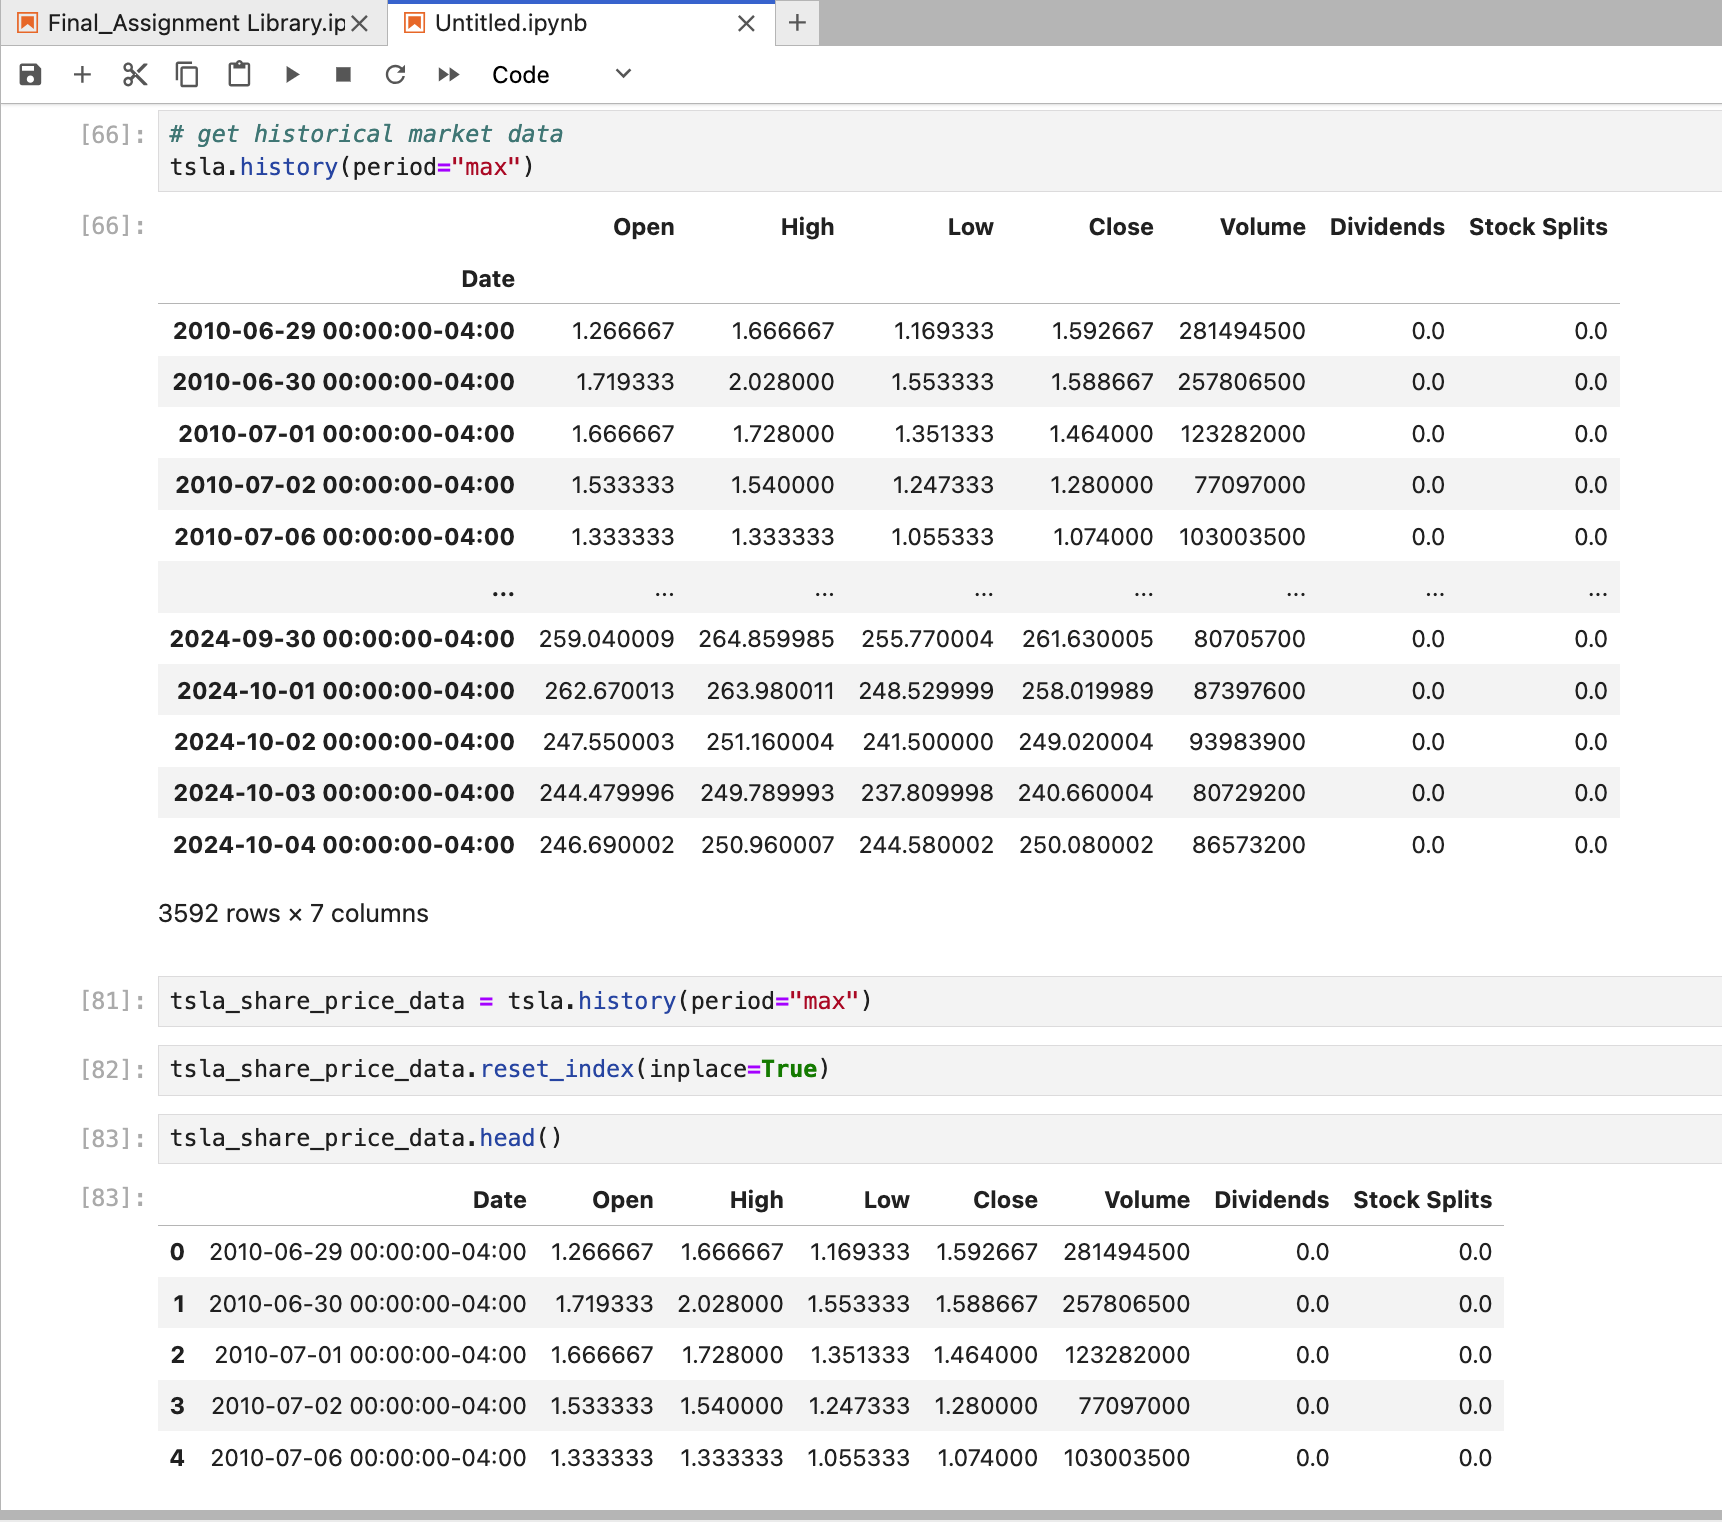 Final_Assignment Library.ip
Untitled.ipynb
Code
[66]:
# get historical market data
tsla.history(period="max")
[66]:
Open High Low Close Volume Dividends Stock Splits
Date
2010-06-29 00:00:00-04:00 1.266667 1.666667 1.169333 1.592667 281494500 0.0 0.0
2010-06-30 00:00:00-04:00 1.719333 2.028000 1.553333 1.588667 257806500 0.0 0.0
2010-07-01 00:00:00-04:00 1.666667 1.728000 1.351333 1.464000 123282000 0.0 0.0
2010-07-02 00:00:00-04:00 1.533333 1.540000 1.247333 1.280000 77097000 0.0 0.0
2010-07-06 00:00:00-04:00 1.333333 1.333333 1.055333 1.074000 103003500 0.0 0.0
... ... ... ... ... ... ... ...
2024-09-30 00:00:00-04:00 259.040009 264.859985 255.770004 261.630005 80705700 0.0 0.0
2024-10-01 00:00:00-04:00 262.670013 263.980011 248.529999 258.019989 87397600 0.0 0.0
2024-10-02 00:00:00-04:00 247.550003 251.160004 241.500000 249.020004 93983900 0.0 0.0
2024-10-03 00:00:00-04:00 244.479996 249.789993 237.809998 240.660004 80729200 0.0 0.0
2024-10-04 00:00:00-04:00 246.690002 250.960007 244.580002 250.080002 86573200 0.0 0.0
3592 rows × 7 columns
[81]: tsla_share_price_data = tsla.history(period="max")
[82]: tsla_share_price_data.reset_index(inplace=True)
[83]: tsla_share_price_data.head()
[83]:
Date Open High Low Close Volume Dividends Stock Splits
0 2010-06-29 00:00:00-04:00 1.266667 1.666667 1.169333 1.592667 281494500 0.0 0.0
1 2010-06-30 00:00:00-04:00 1.719333 2.028000 1.553333 1.588667 257806500 0.0 0.0
2 2010-07-01 00:00:00-04:00 1.666667 1.728000 1.351333 1.464000 123282000 0.0 0.0
3 2010-07-02 00:00:00-04:00 1.533333 1.540000 1.247333 1.280000 77097000 0.0 0.0
4 2010-07-06 00:00:00-04:00 1.333333 1.333333 1.055333 1.074000 103003500 0.0 0.0